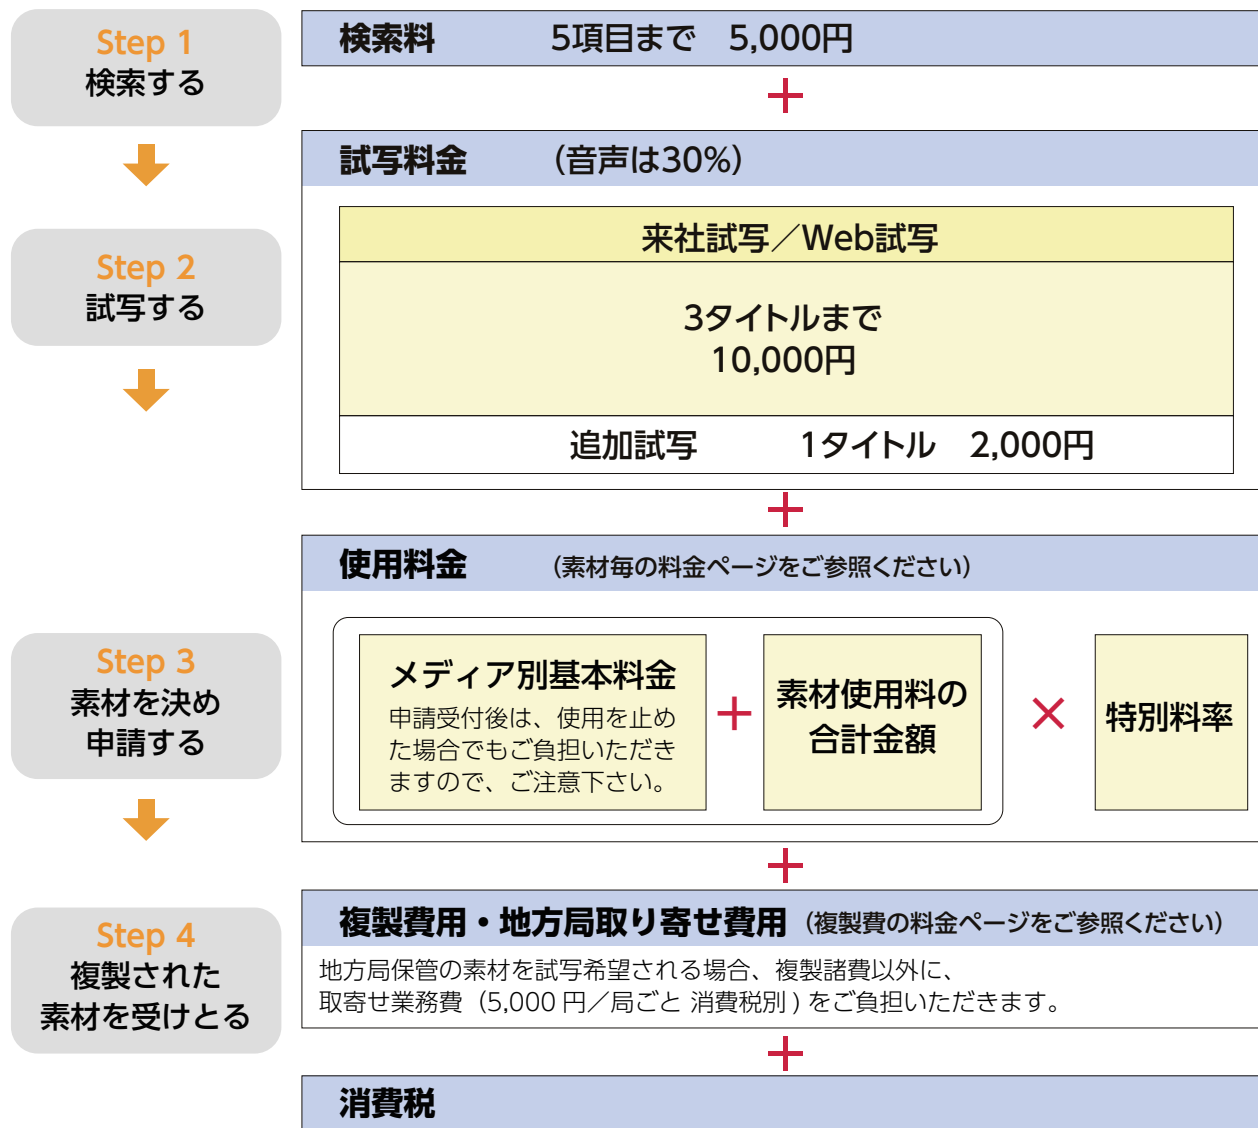 Step 1
検索する
検索料 5項目まで 5,000円
+
試写料金 (音声は30%)
来社試写／Web試写
3タイトルまで
10,000円
追加試写 1タイトル 2,000円
Step 2
試写する
+
使用料金 (素材毎の料金ページをご参照ください)
メディア別基本料金
申請受付後は、使用を止め
た場合でもご負担いただき
ますので、ご注意下さい。
+
素材使用料の
合計金額
×
特別料率
Step 3
素材を決め
申請する
+
複製費用・地方局取り寄せ費用 (複製費の料金ページをご参照ください)
地方局保管の素材を試写希望される場合、複製諸費以外に、
取寄せ業務費（5,000 円／局ごと 消費税別 ) をご負担いただきます。
Step 4
複製された
素材を受けとる
+
消費税